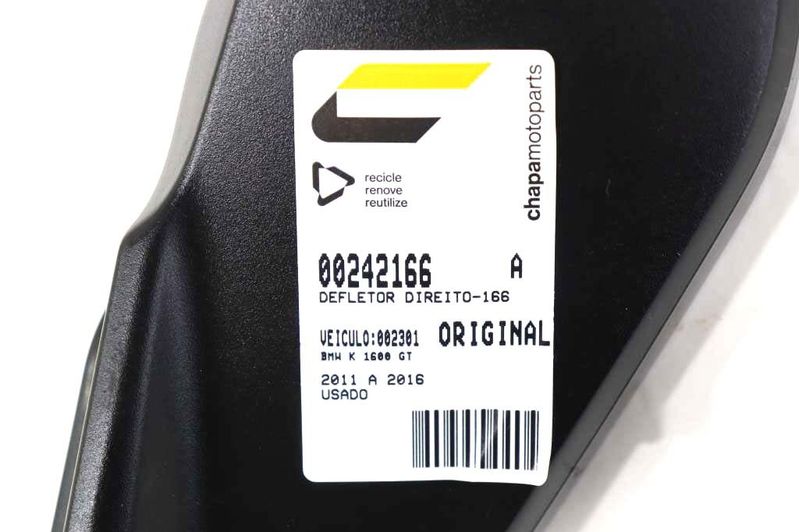 chapamotoparts
recicle
renove
reutilize
00242166 A
DEFLETOR DIREITO-166
VEICULO:002301 ORIGINAL
BMW K 1600 GT
2011 A 2016
USADO